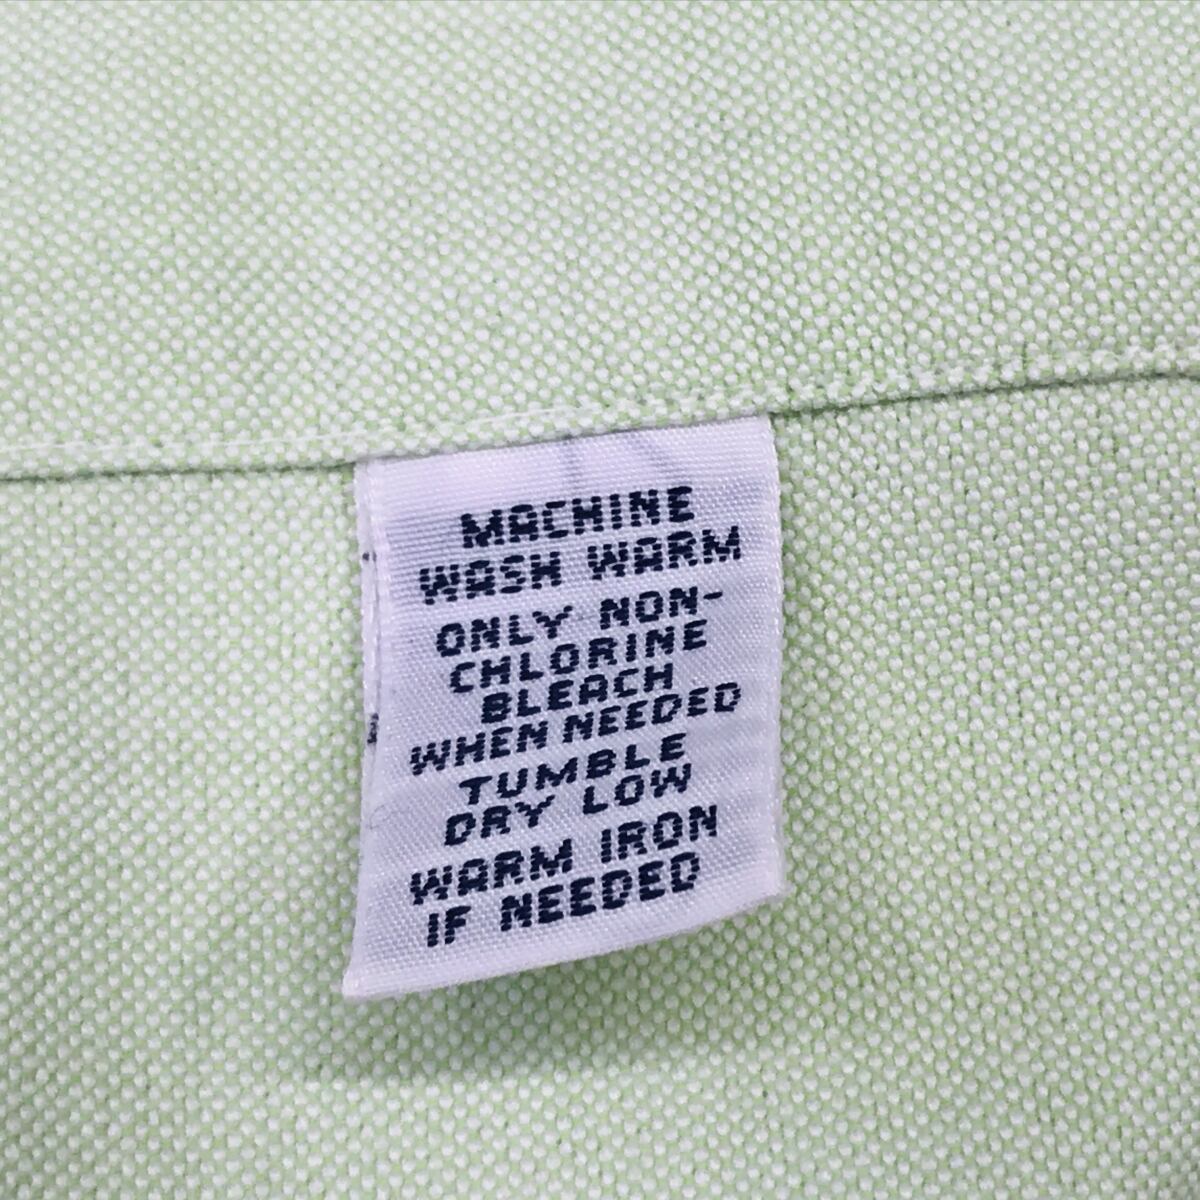 MACHINE
WASH WARM
ONLY NON-
CHLORINE
BLEACH
WHEN NEEDED
TUMBLE
DRY LOW
WARM IRON
IF NEEDED